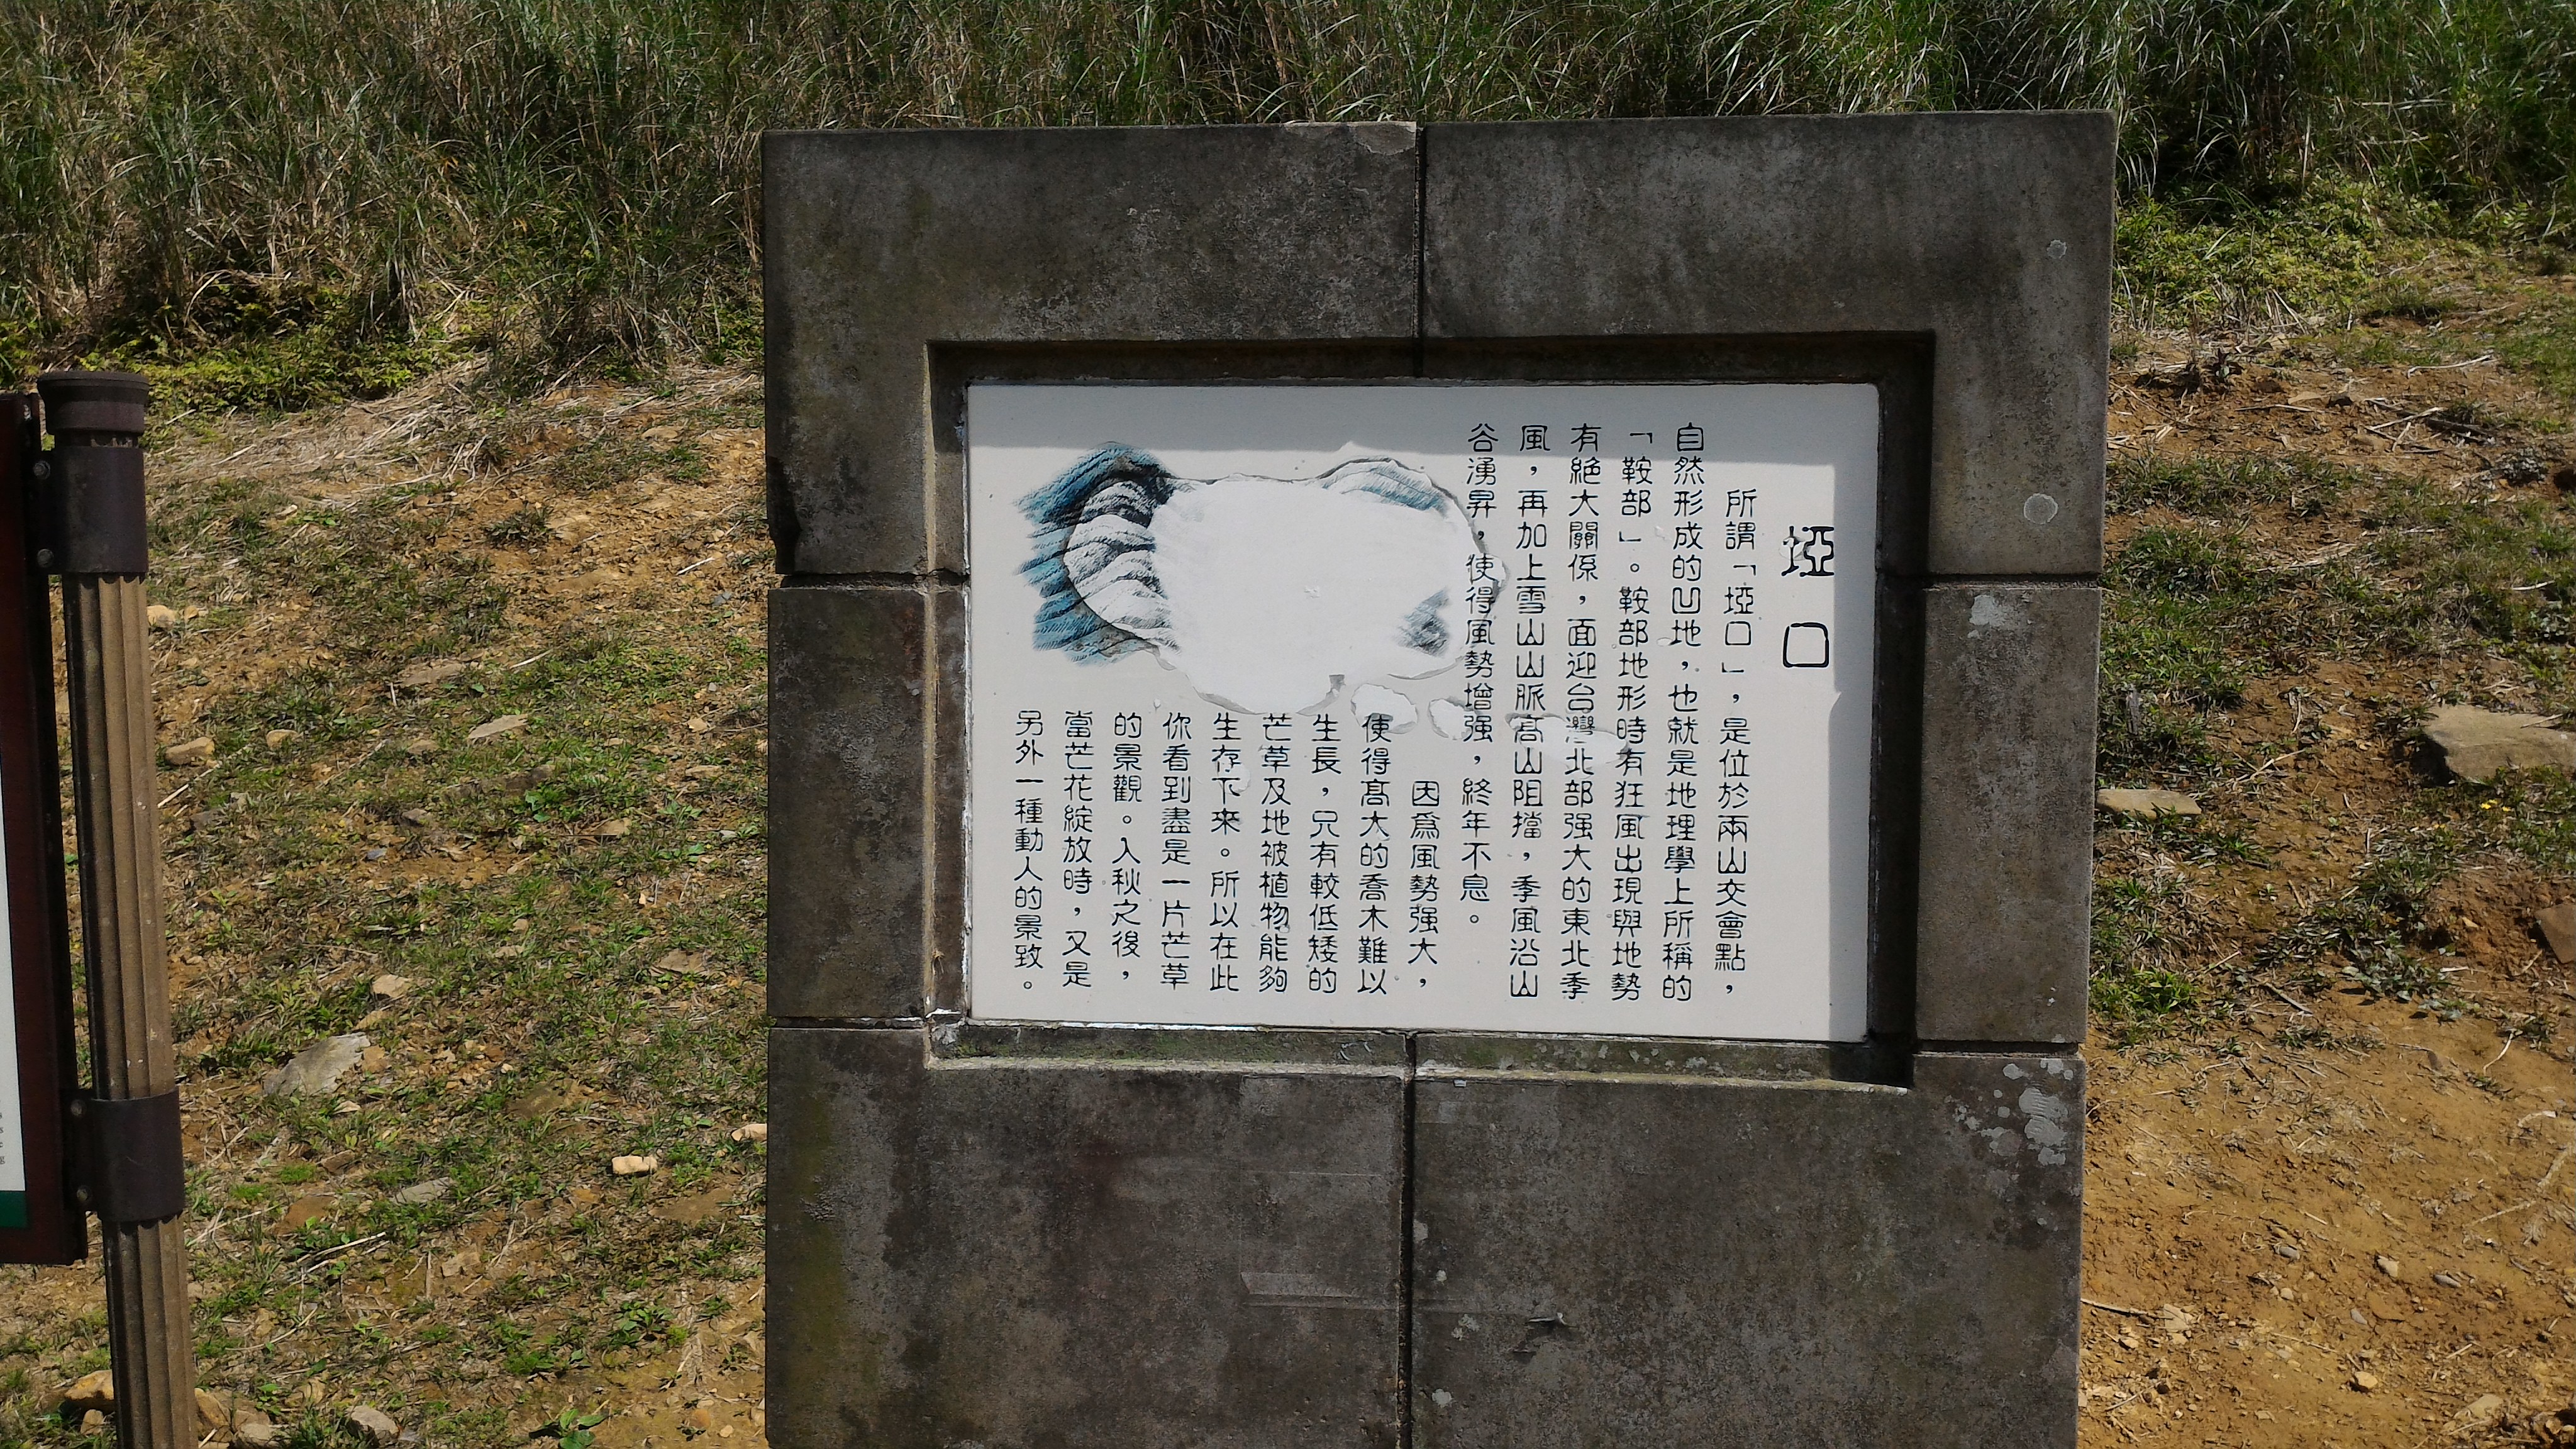 埡口
所謂「埡口」，是位於兩山交會點，
自然形成的凹地，也就是地理學上所稱的
「鞍部」。鞍部地形時有狂風出現與地勢
有絕大關係，面迎台灣北部强大的東北季
風，再加上雪山山脈高山阻擋，季風沿山
谷湧昇，使得風勢增强，終年不息。
因為風勢强大，
使得高大的喬木難以
生長，只有較低矮的
芒草及地被植物能夠
生存下來。所以在此
你看到盡是一片芒草
的景觀。入秋之後，
當芒花綻放時，又是
另外一種動人的景致。